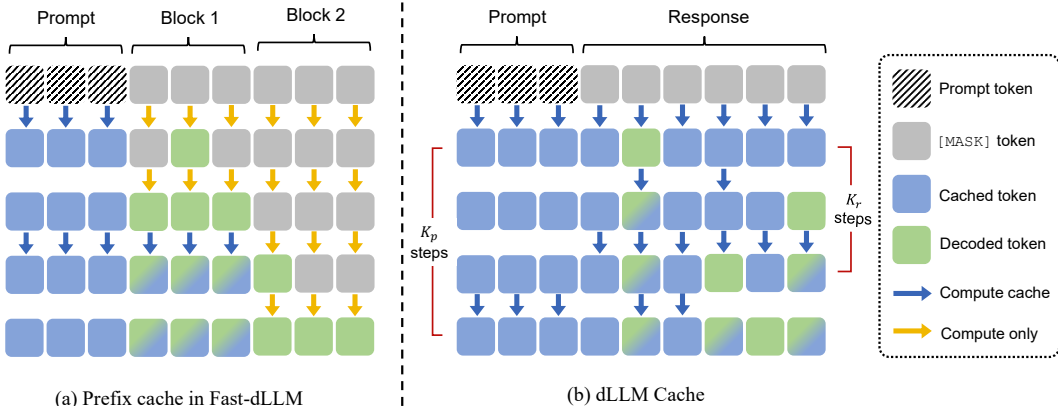 Prompt
Block 1
Block 2
(a) Prefix cache in Fast-dLLM
Prompt
Response
K_p
steps
K_r
steps
(b) dLLM Cache
Prompt token
[MASK] token
Cached token
Decoded token
Compute cache
Compute only